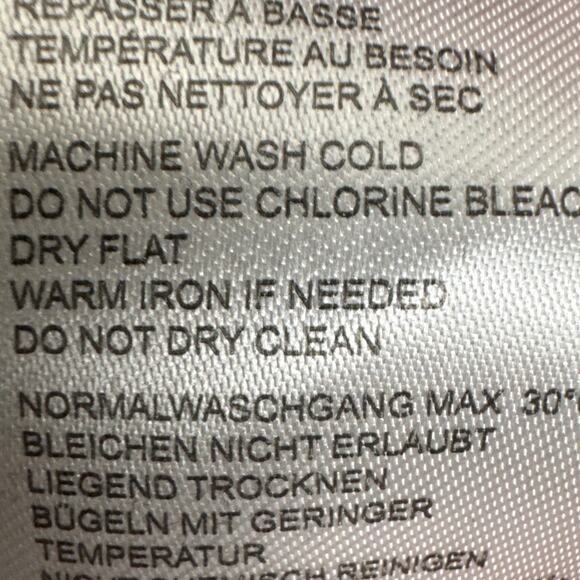 REPASSER À BASSE
TEMPÉRATURE AU BESOIN
NE PAS NETTOYER À SEC
MACHINE WASH COLD
DO NOT USE CHLORINE BLEAC
DRY FLAT
WARM IRON IF NEEDED
DO NOT DRY CLEAN
NORMALWASCHGANG MAX 30°
BLEICHEN NICHT ERLAUBT
LIEGEND TROCKNEN
BÜGELN MIT GERINGER
TEMPERATUR
NICHT CHEMISCH REINIGEN